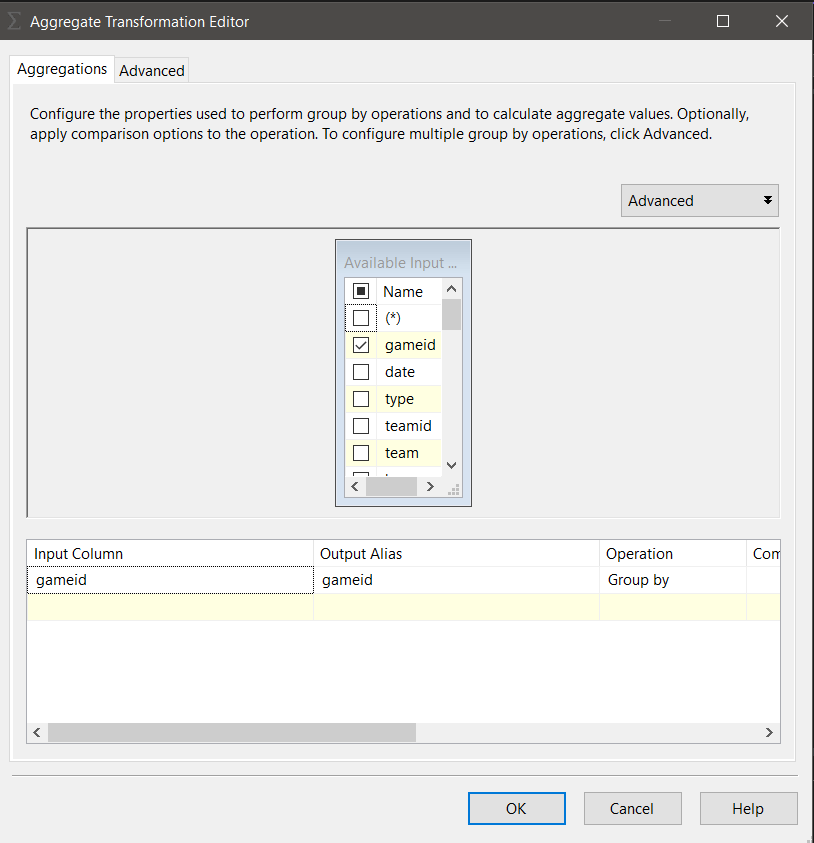 Aggregate Transformation Editor
Aggregations Advanced
Configure the properties used to perform group by operations and to calculate aggregate values. Optionally,
apply comparison options to the operation. To configure multiple group by operations, click Advanced.
Advanced
Available Input ...
Name
(*)
gameid
date
type
teamid
team
Input Column Output Alias Operation Com
gameid gameid Group by
OK Cancel Help